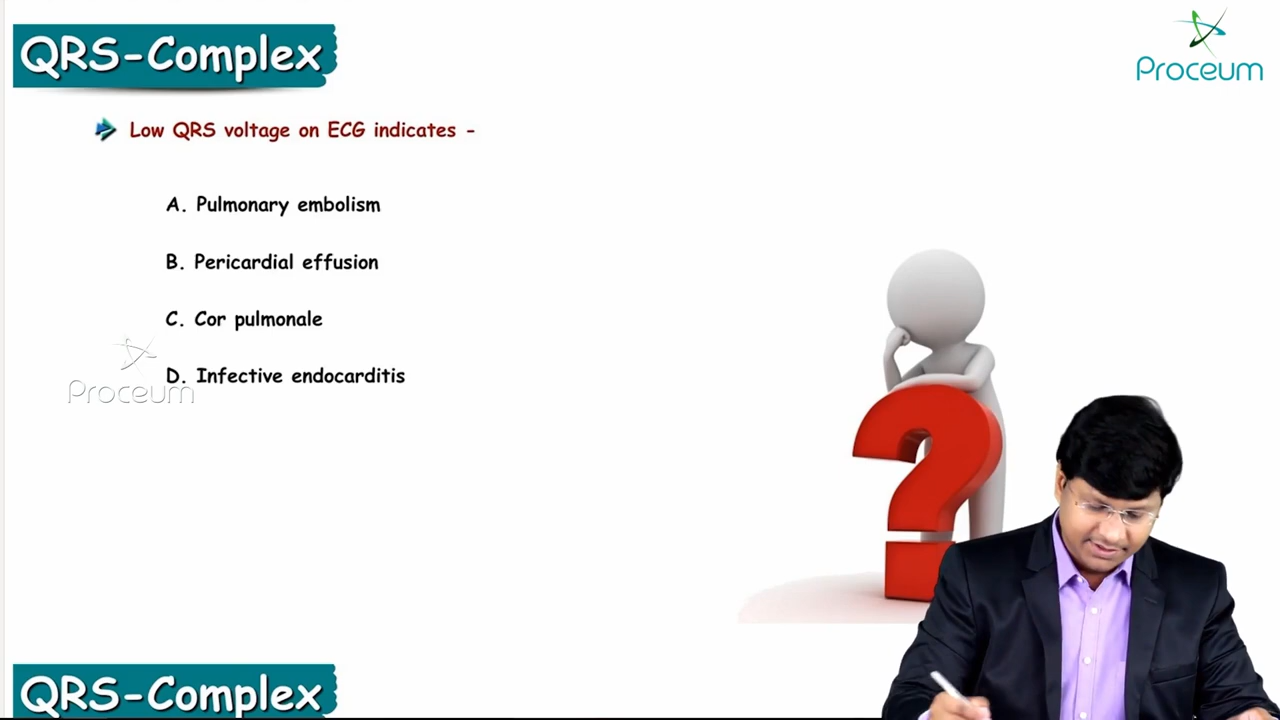 QRS-Complex
Proceum
Low QRS voltage on ECG indicates -
A. Pulmonary embolism
B. Pericardial effusion
C. Cor pulmonale
D. Infective endocarditis
Proceum
QRS-Complex